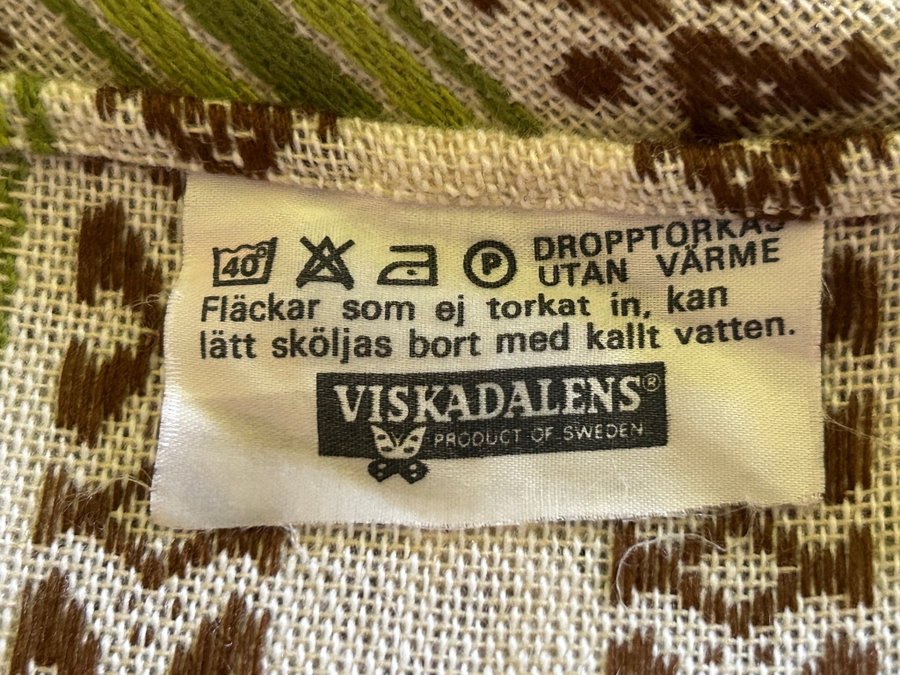 40° P DROPPTORKAS
UTAN VÄRME
Fläckar som ej torkat in, kan
lätt sköljas bort med kallt vatten.
VISKADALENS®
PRODUCT OF SWEDEN